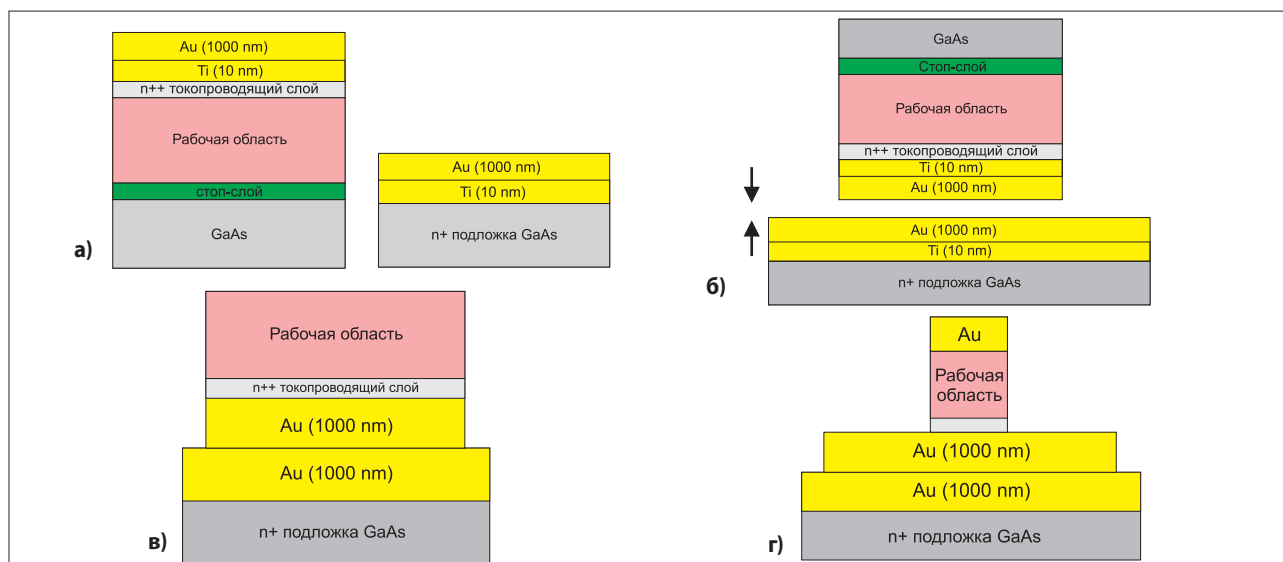 Au (1000 nm)
Ti (10 nm)
n++ токопроводящий слой
Рабочая область
стоп-слой
GaAs
Au (1000 nm)
Ti (10 nm)
n+ подложка GaAs
а)
GaAs
Стоп-слой
Рабочая область
n++ токопроводящий слой
Ti (10 nm)
Au (1000 nm)
Au (1000 nm)
Ti (10 nm)
n+ подложка GaAs
б)
Рабочая область
n++ токопроводящий слой
Au (1000 nm)
Au (1000 nm)
n+ подложка GaAs
в)
Au
Рабочая
область
Au (1000 nm)
Au (1000 nm)
n+ подложка GaAs
г)